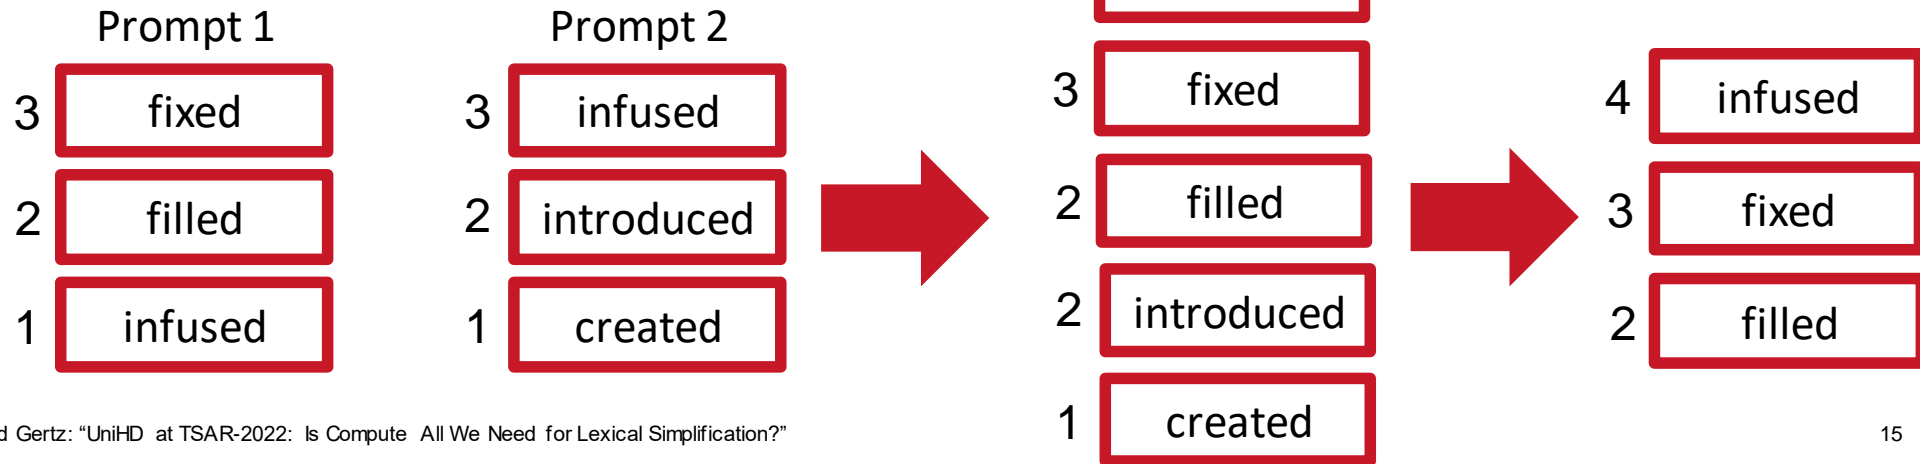 Prompt 1
3 fixed
2 filled
1 infused
Prompt 2
3 infused
2 introduced
1 created
3 fixed
2 filled
2 introduced
1 created
4 infused
3 fixed
2 filled
d Gertz: “UniHD at TSAR-2022: Is Compute All We Need for Lexical Simplification?”
15